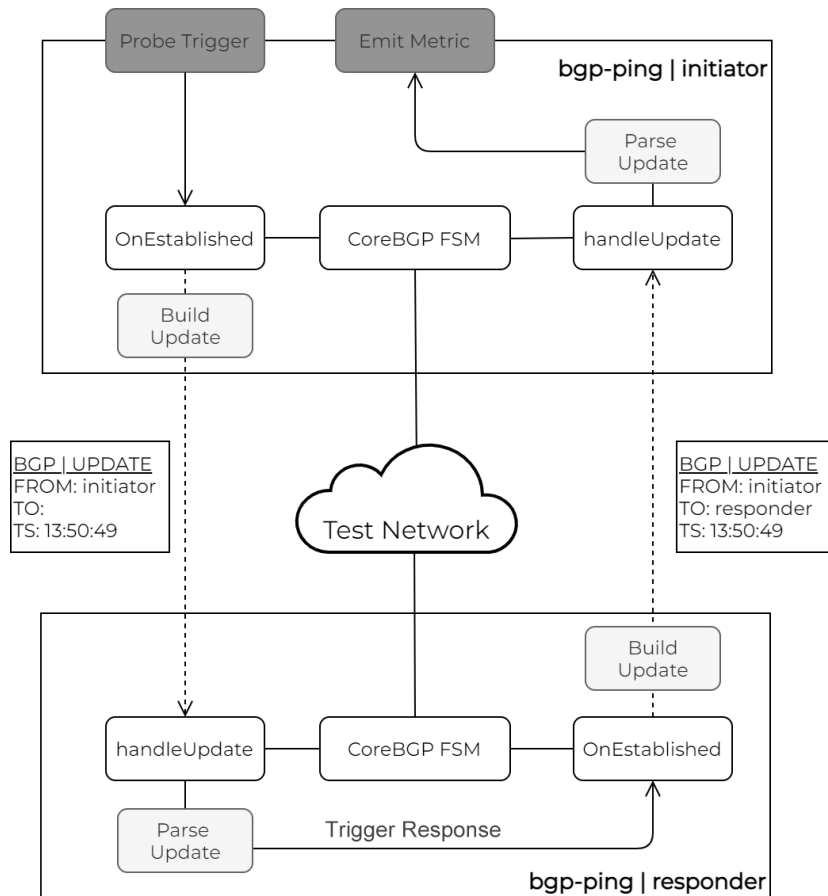 Probe Trigger
Emit Metric
bgp-ping | initiator
Parse
Update
OnEstablished
CoreBGP FSM
handleUpdate
Build
Update
BGP | UPDATE
FROM: initiator
TO:
TS: 13:50:49
BGP | UPDATE
FROM: initiator
TO: responder
TS: 13:50:49
Test Network
Build
Update
handleUpdate
CoreBGP FSM
OnEstablished
Parse
Update
Trigger Response
bgp-ping | responder